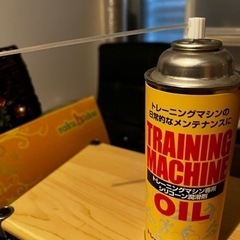 トレーニングマシンの
日常的なメンテナンスに
TRAINING
MACHINE
トレーニングマシン専用
シリコーン潤滑剤
OIL